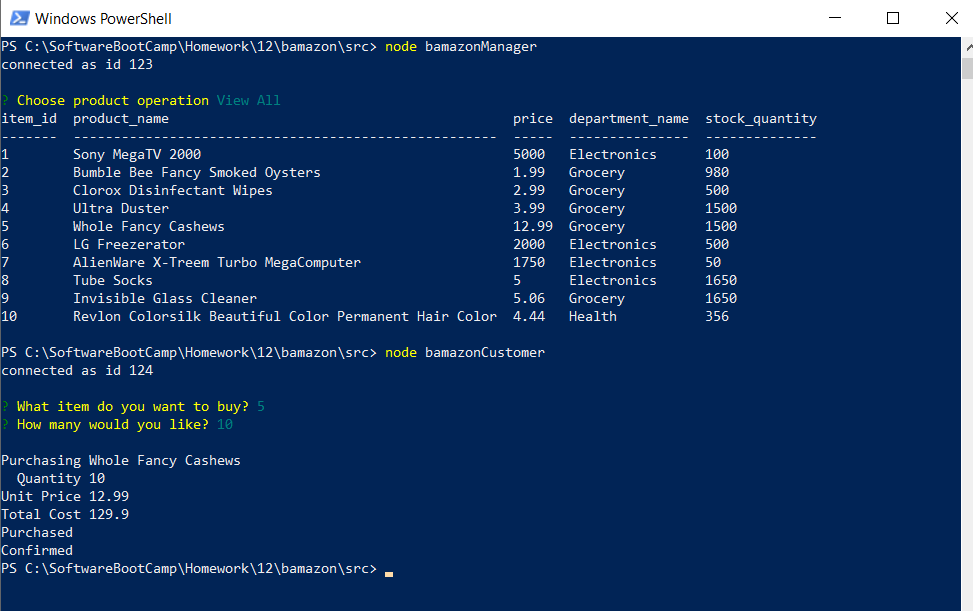 Windows PowerShell
PS C:\SoftwareBootCamp\Homework\12\bamazon\src> node bamazonManager
connected as id 123
? Choose product operation View All
item_id  product_name                                           price  department_name  stock_quantity
-------  -----------------------------------------------------  -----  ---------------  --------------
1        Sony MegaTV 2000                                       5000   Electronics      100
2        Bumble Bee Fancy Smoked Oysters                        1.99   Grocery          980
3        Clorox Disinfectant Wipes                              2.99   Grocery          500
4        Ultra Duster                                           3.99   Grocery          1500
5        Whole Fancy Cashews                                    12.99  Grocery          1500
6        LG Freezerator                                         2000   Electronics      500
7        AlienWare X-Treem Turbo MegaComputer                   1750   Electronics      50
8        Tube Socks                                             5      Electronics      1650
9        Invisible Glass Cleaner                                5.06   Grocery          1650
10       Revlon Colorsilk Beautiful Color Permanent Hair Color  4.44   Health           356
PS C:\SoftwareBootCamp\Homework\12\bamazon\src> node bamazonCustomer
connected as id 124
? What item do you want to buy? 5
? How many would you like? 10
Purchasing Whole Fancy Cashews
  Quantity 10
Unit Price 12.99
Total Cost 129.9
Purchased
Confirmed
PS C:\SoftwareBootCamp\Homework\12\bamazon\src>